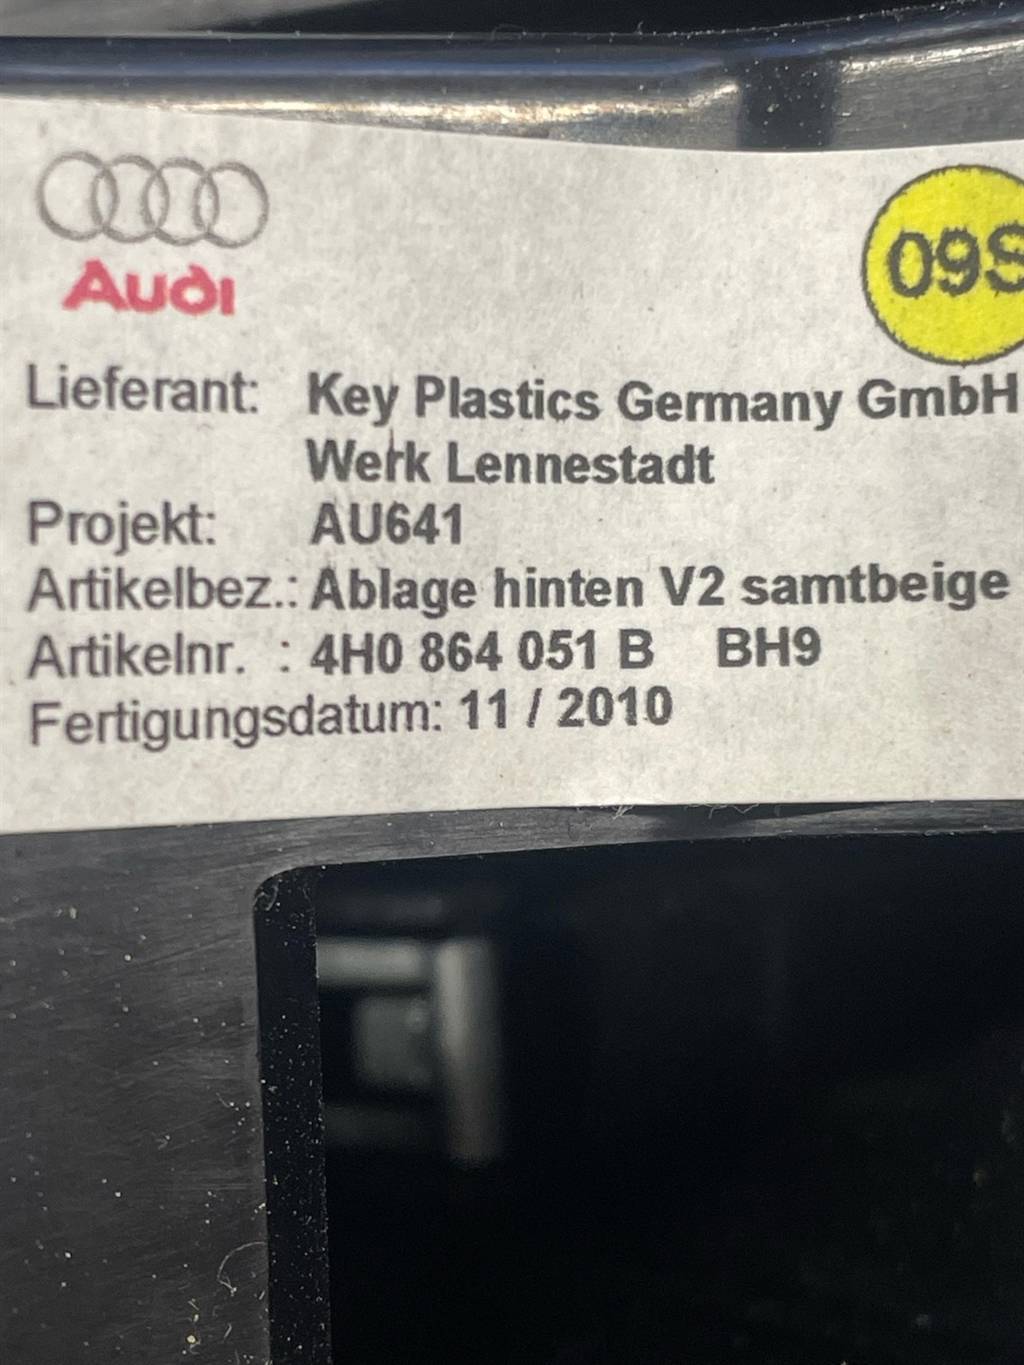 Audi
09S
Lieferant: Key Plastics Germany GmbH
Werk Lennestadt
Projekt: AU641
Artikelbez.: Ablage hinten V2 samtbeige
Artikelnr. : 4H0 864 051 B BH9
Fertigungsdatum: 11 / 2010